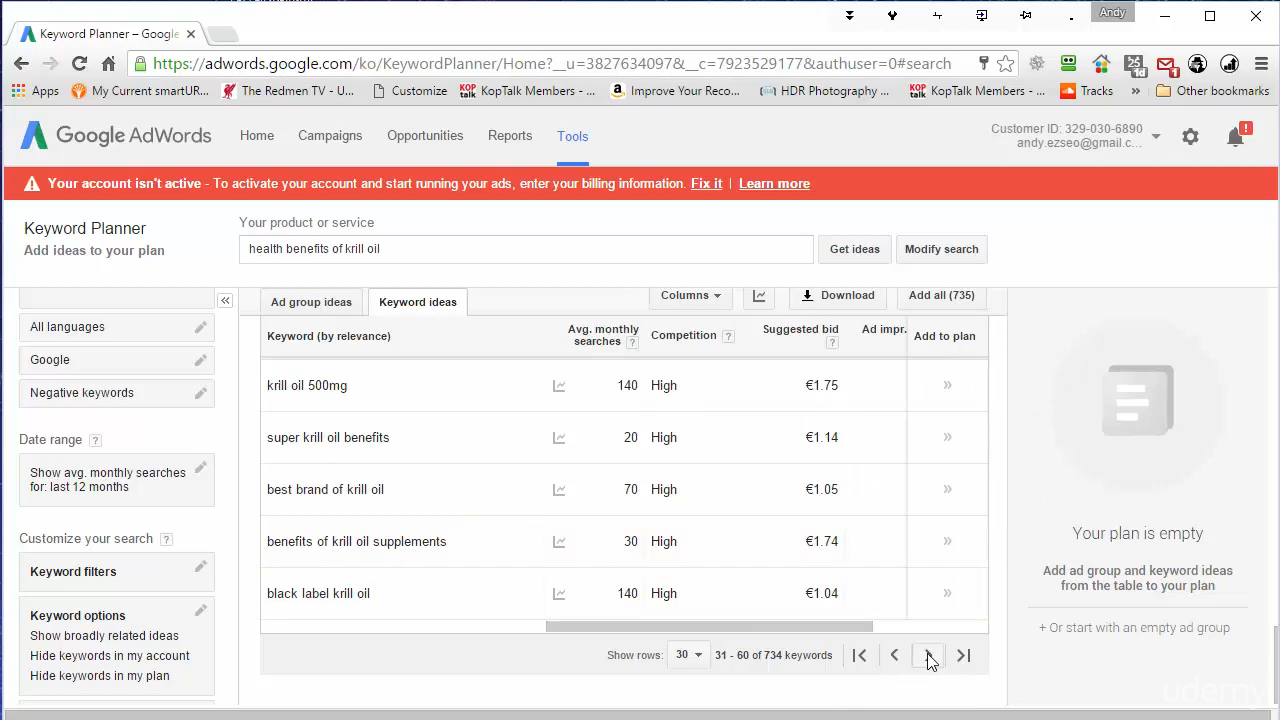 Andy
Keyword Planner – Google
https://adwords.google.com/ko/KeywordPlanner/Home?__u=3827634097&__c=7923529177&authuser=0#search
25
1d
1
Apps
My Current smartUR...
The Redmen TV - U...
Customize
KopTalk Members - ...
Improve Your Reco...
HDR Photography ...
KopTalk Members - ...
Tracks
Other bookmarks
Google AdWords
Home
Campaigns
Opportunities
Reports
Tools
Customer ID: 329-030-6890
andy.ezseo@gmail.c...
!
Your account isn't active - To activate your account and start running your ads, enter your billing information. Fix it | Learn more
Keyword Planner
Add ideas to your plan
Your product or service
health benefits of krill oil
Get ideas
Modify search
All languages
Google
Negative keywords
Date range ?
Show avg. monthly searches
for: last 12 months
Customize your search ?
Keyword filters
Keyword options
Show broadly related ideas
Hide keywords in my account
Hide keywords in my plan
Ad group ideas
Keyword ideas
Columns
Download
Add all (735)
Keyword (by relevance)
Avg. monthly
searches ?
Competition ?
Suggested bid
?
Ad impr.
Add to plan
krill oil 500mg 140 High €1.75 »
super krill oil benefits 20 High €1.14 »
best brand of krill oil 70 High €1.05 »
benefits of krill oil supplements 30 High €1.74 »
black label krill oil 140 High €1.04 »
Show rows: 30 31 - 60 of 734 keywords
Your plan is empty
Add ad group and keyword ideas
from the table to your plan
+ Or start with an empty ad group
udemy